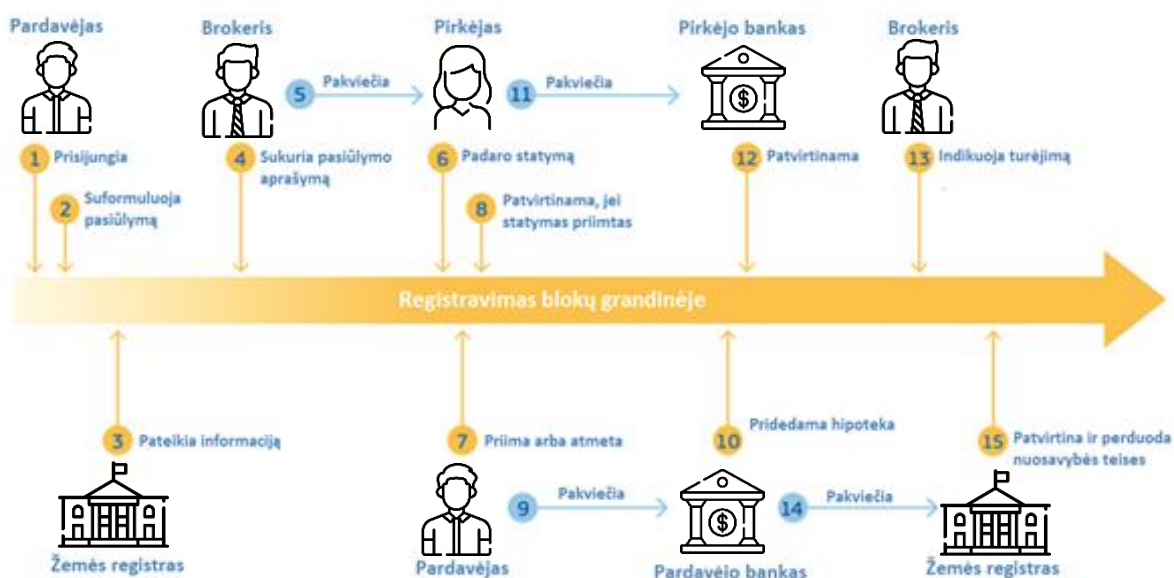 Pardavėjas
Brokeris
Pirkėjas
Pirkėjo bankas
Brokeris
5
Pakviečia
11
Pakviečia
1
Prisijungia
4
Sukuria pasiūlymo
aprašymą
6
Padaro statymą
12
Patvirtinama
13
Indikuoja turėjimą
2
Suformuluoja
pasiūlymą
8
Patvirtinama, jei
statymas priimtas
Registravimas blokų grandinėje
3
Pateikia informaciją
7
Priima arba atmeta
10
Pridedama hipoteka
15
Patvirtina ir perduoda
nuosavybės teises
9
Pakviečia
14
Pakviečia
Žemės registras
Pardavėjas
Pardavėjo bankas
Žemės registras